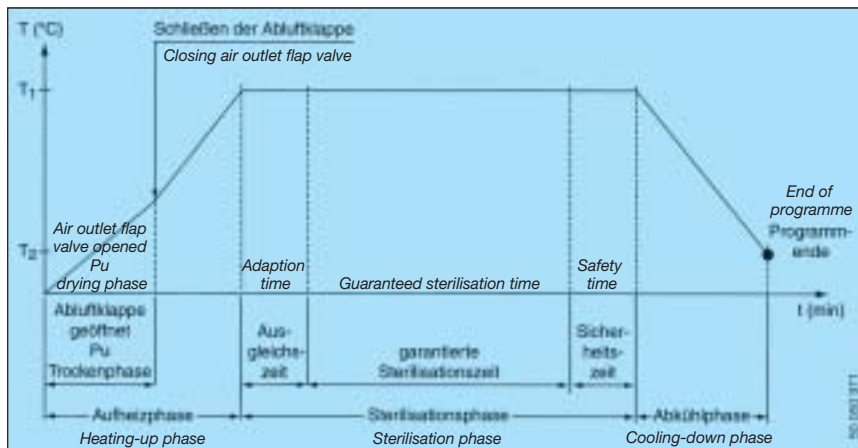 T (°C)
Schließen der Abluftklappe
Closing air outlet flap valve
T1
T2
Air outlet flap
valve opened
Pu
drying phase
Adaption
time
Guaranteed sterilisation time
Safety
time
End of
programme
Programm-
ende
t (min)
Abluftklappe
geöffnet
Pu
Trockenphase
Aus-
gleichs-
zeit
garantierte
Sterilisationszeit
Sicher-
heits-
zeit
Aufheizphase
Heating-up phase
Sterilisationsphase
Sterilisation phase
Abkühlphase
Cooling-down phase